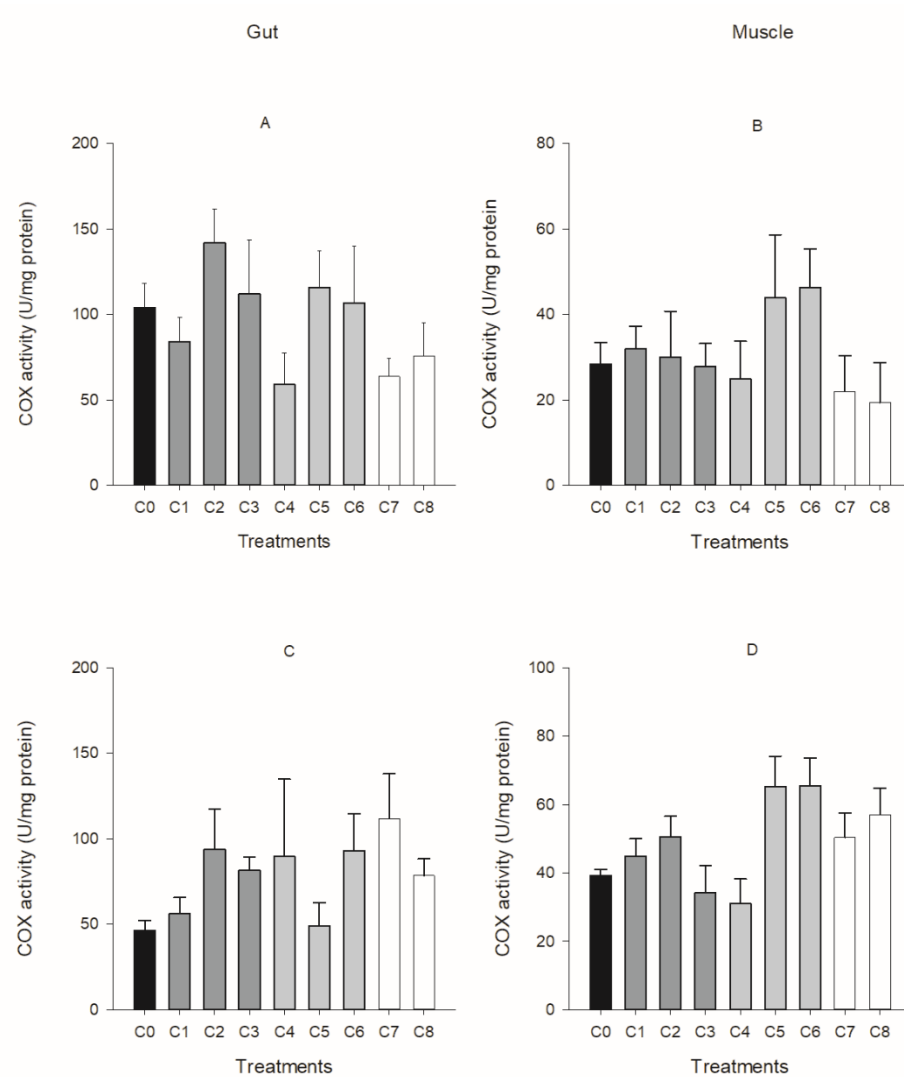 Gut Muscle
A
COX activity (U/mg protein)
200
150
100
50
0
C0 C1 C2 C3 C4 C5 C6 C7 C8
Treatments
B
COX activity (U/mg protein
80
60
40
20
0
C0 C1 C2 C3 C4 C5 C6 C7 C8
Treatments
C
COX activity (U/mg protein)
200
150
100
50
0
C0 C1 C2 C3 C4 C5 C6 C7 C8
Treatments
D
COX activity (U/mg protein)
100
80
60
40
20
0
C0 C1 C2 C3 C4 C5 C6 C7 C8
Treatments